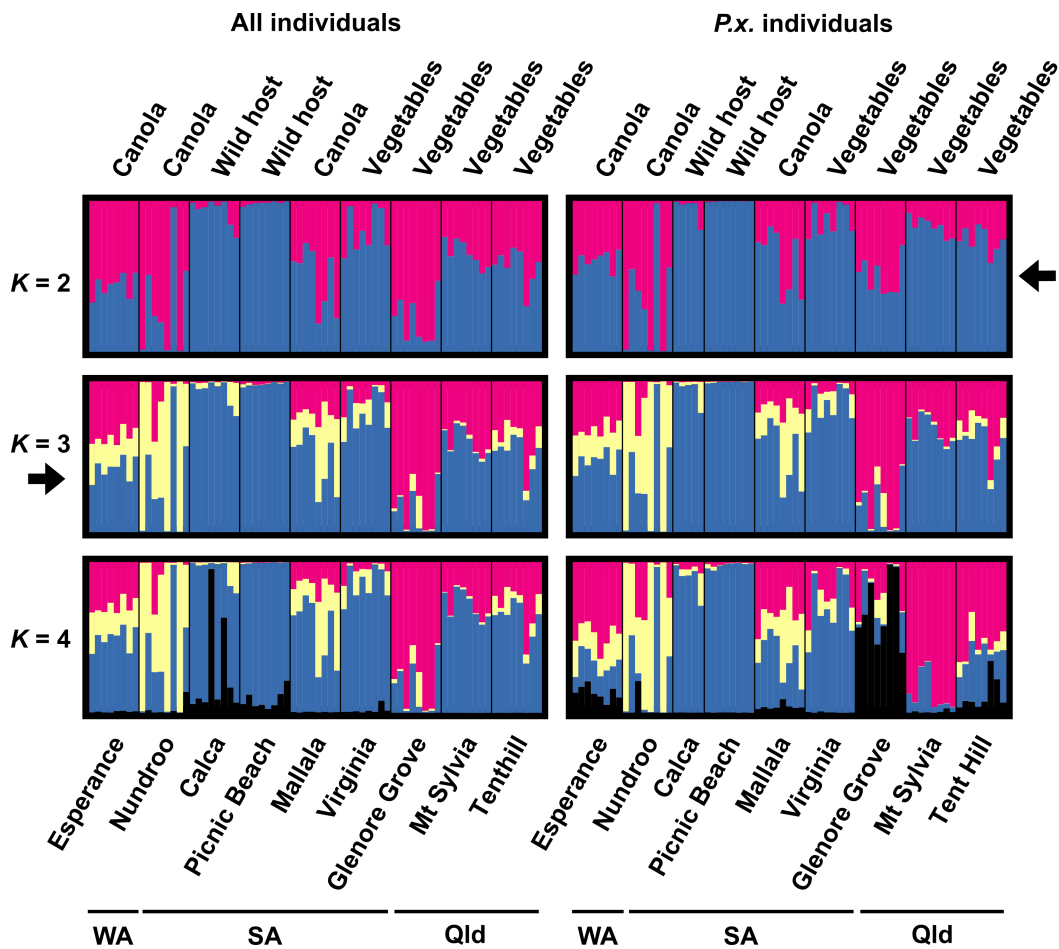 All individuals
P.x. individuals
Canola
Canola
Wild host
Wild host
Canola
Vegetables
Vegetables
Vegetables
Vegetables
Canola
Canola
Wild host
Wild host
Canola
Vegetables
Vegetables
Vegetables
Vegetables
K = 2
K = 3
K = 4
Esperance
Nundroo
Calca
Picnic Beach
Mallala
Virginia
Glenore Grove
Mt Sylvia
Tenthill
Esperance
Nundroo
Calca
Picnic Beach
Mallala
Virginia
Glenore Grove
Mt Sylvia
Tent Hill
WA
SA
Qld
WA
SA
Qld